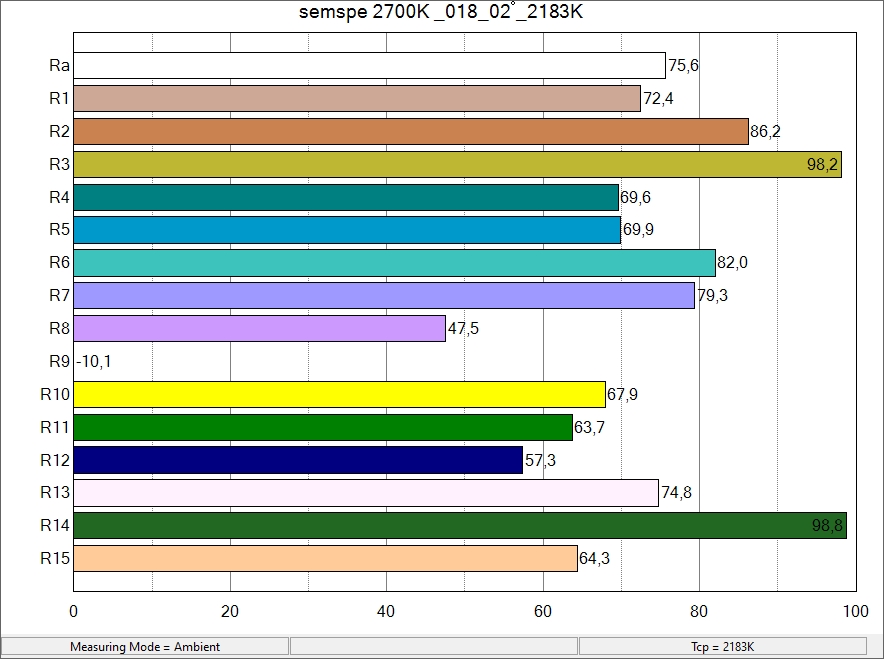 semspe 2700K _018_02°_2183K
Ra 75,6
R1 72,4
R2 86,2
R3 98,2
R4 69,6
R5 69,9
R6 82,0
R7 79,3
R8 47,5
R9 -10,1
R10 67,9
R11 63,7
R12 57,3
R13 74,8
R14 98,8
R15 64,3
0 20 40 60 80 100
Measuring Mode = Ambient Tcp = 2183K